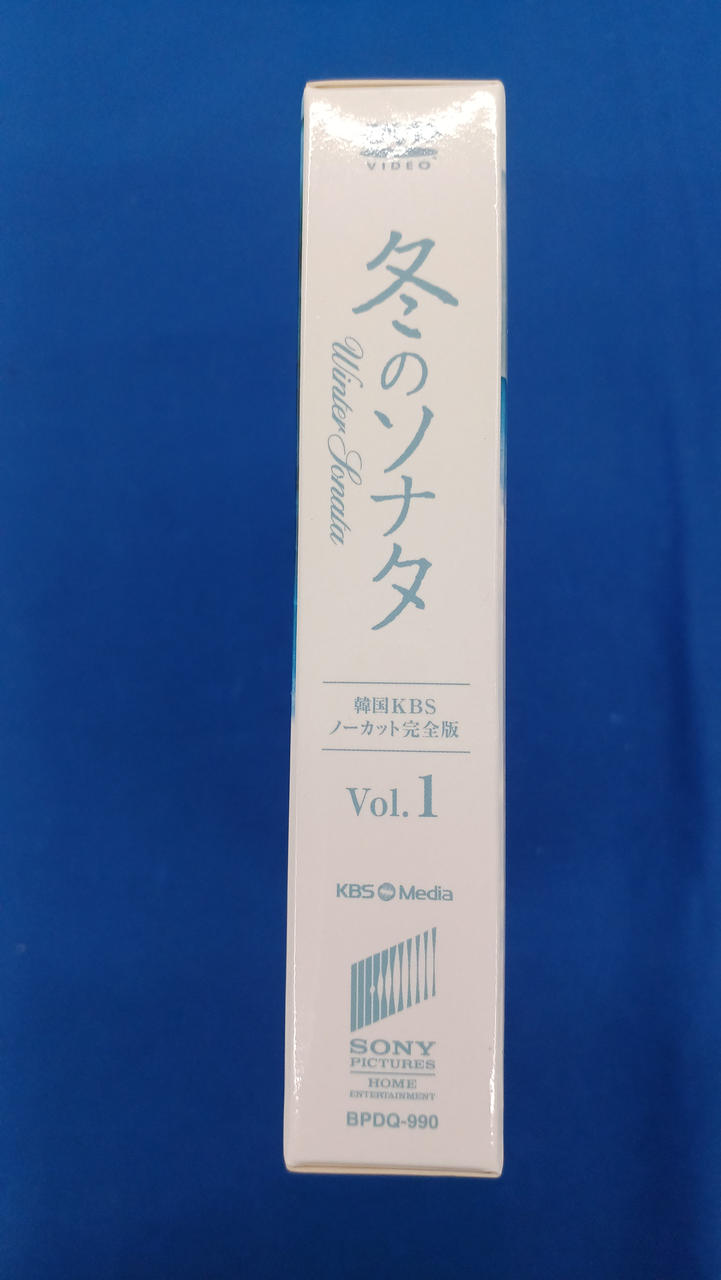 VIDEO
冬のソナタ
Winter Sonata
韓国KBS
ノーカット完全版
Vol.1
KBS Media
SONY
PICTURES
HOME
ENTERTAINMENT
BPDQ-990